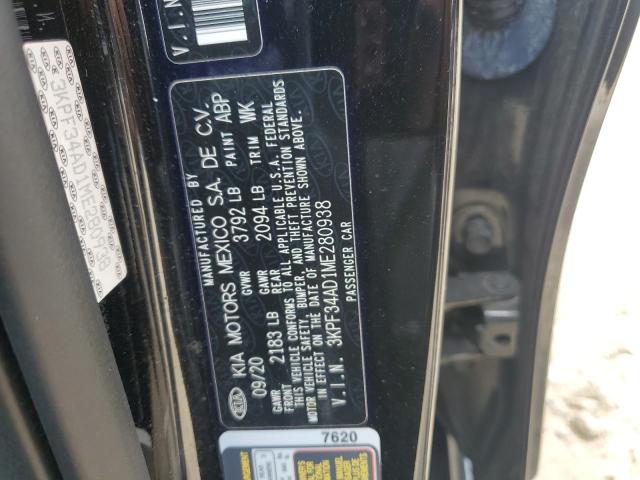 V.I.N
MANUFACTURED BY
KIA KIA MOTORS MEXICO S.A. DE C.V.
09/20 GVWR 3792 LB PAINT ABP
GAWR FRONT 2183 LB GAWR REAR 2094 LB TRIM WK
THIS VEHICLE CONFORMS TO ALL APPLICABLE U.S.A. FEDERAL
MOTOR VEHICLE SAFETY, BUMPER, AND THEFT PREVENTION STANDARDS
IN EFFECT ON THE DATE OF MANUFACTURE SHOWN ABOVE.
V.I.N. 3KPF34AD1ME280938
PASSENGER CAR
3KPF34AD1ME280938
7620